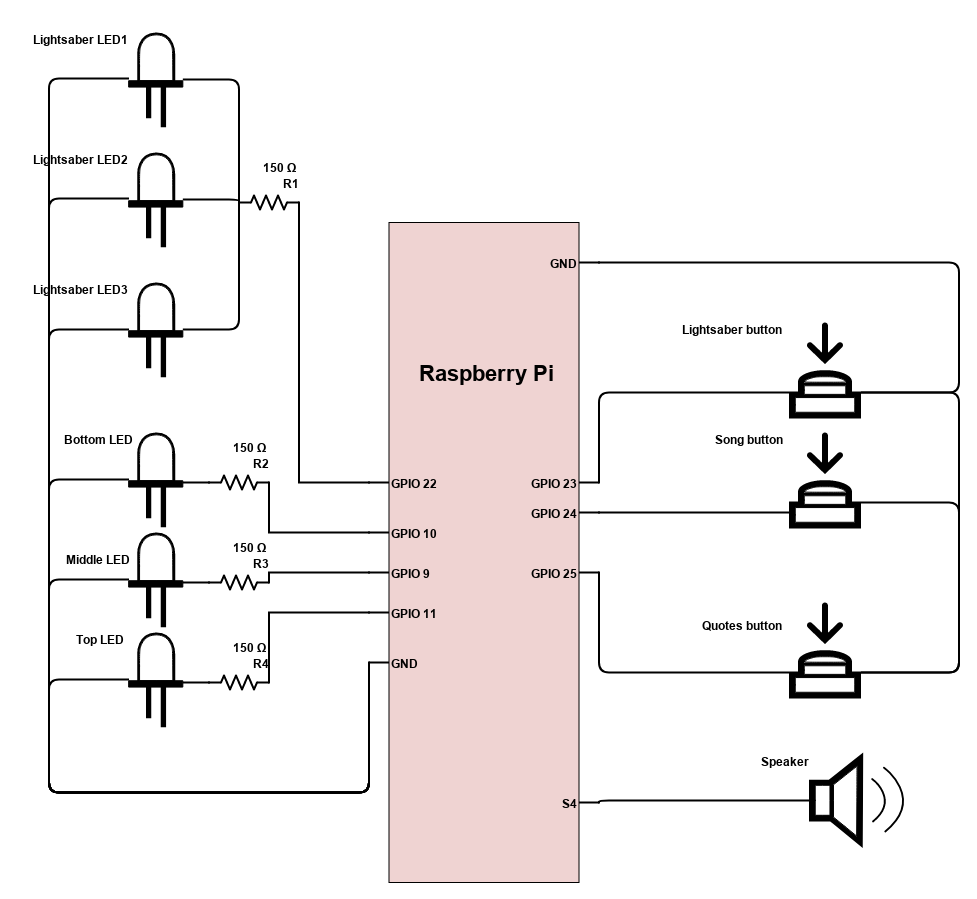 Lightsaber LED1
Lightsaber LED2
150 Ω
R1
Lightsaber LED3
Bottom LED
150 Ω
R2
Middle LED
150 Ω
R3
Top LED
150 Ω
R4
Raspberry Pi
GPIO 22
GPIO 10
GPIO 9
GPIO 11
GND
GND
GPIO 23
GPIO 24
GPIO 25
S4
Lightsaber button
Song button
Quotes button
Speaker